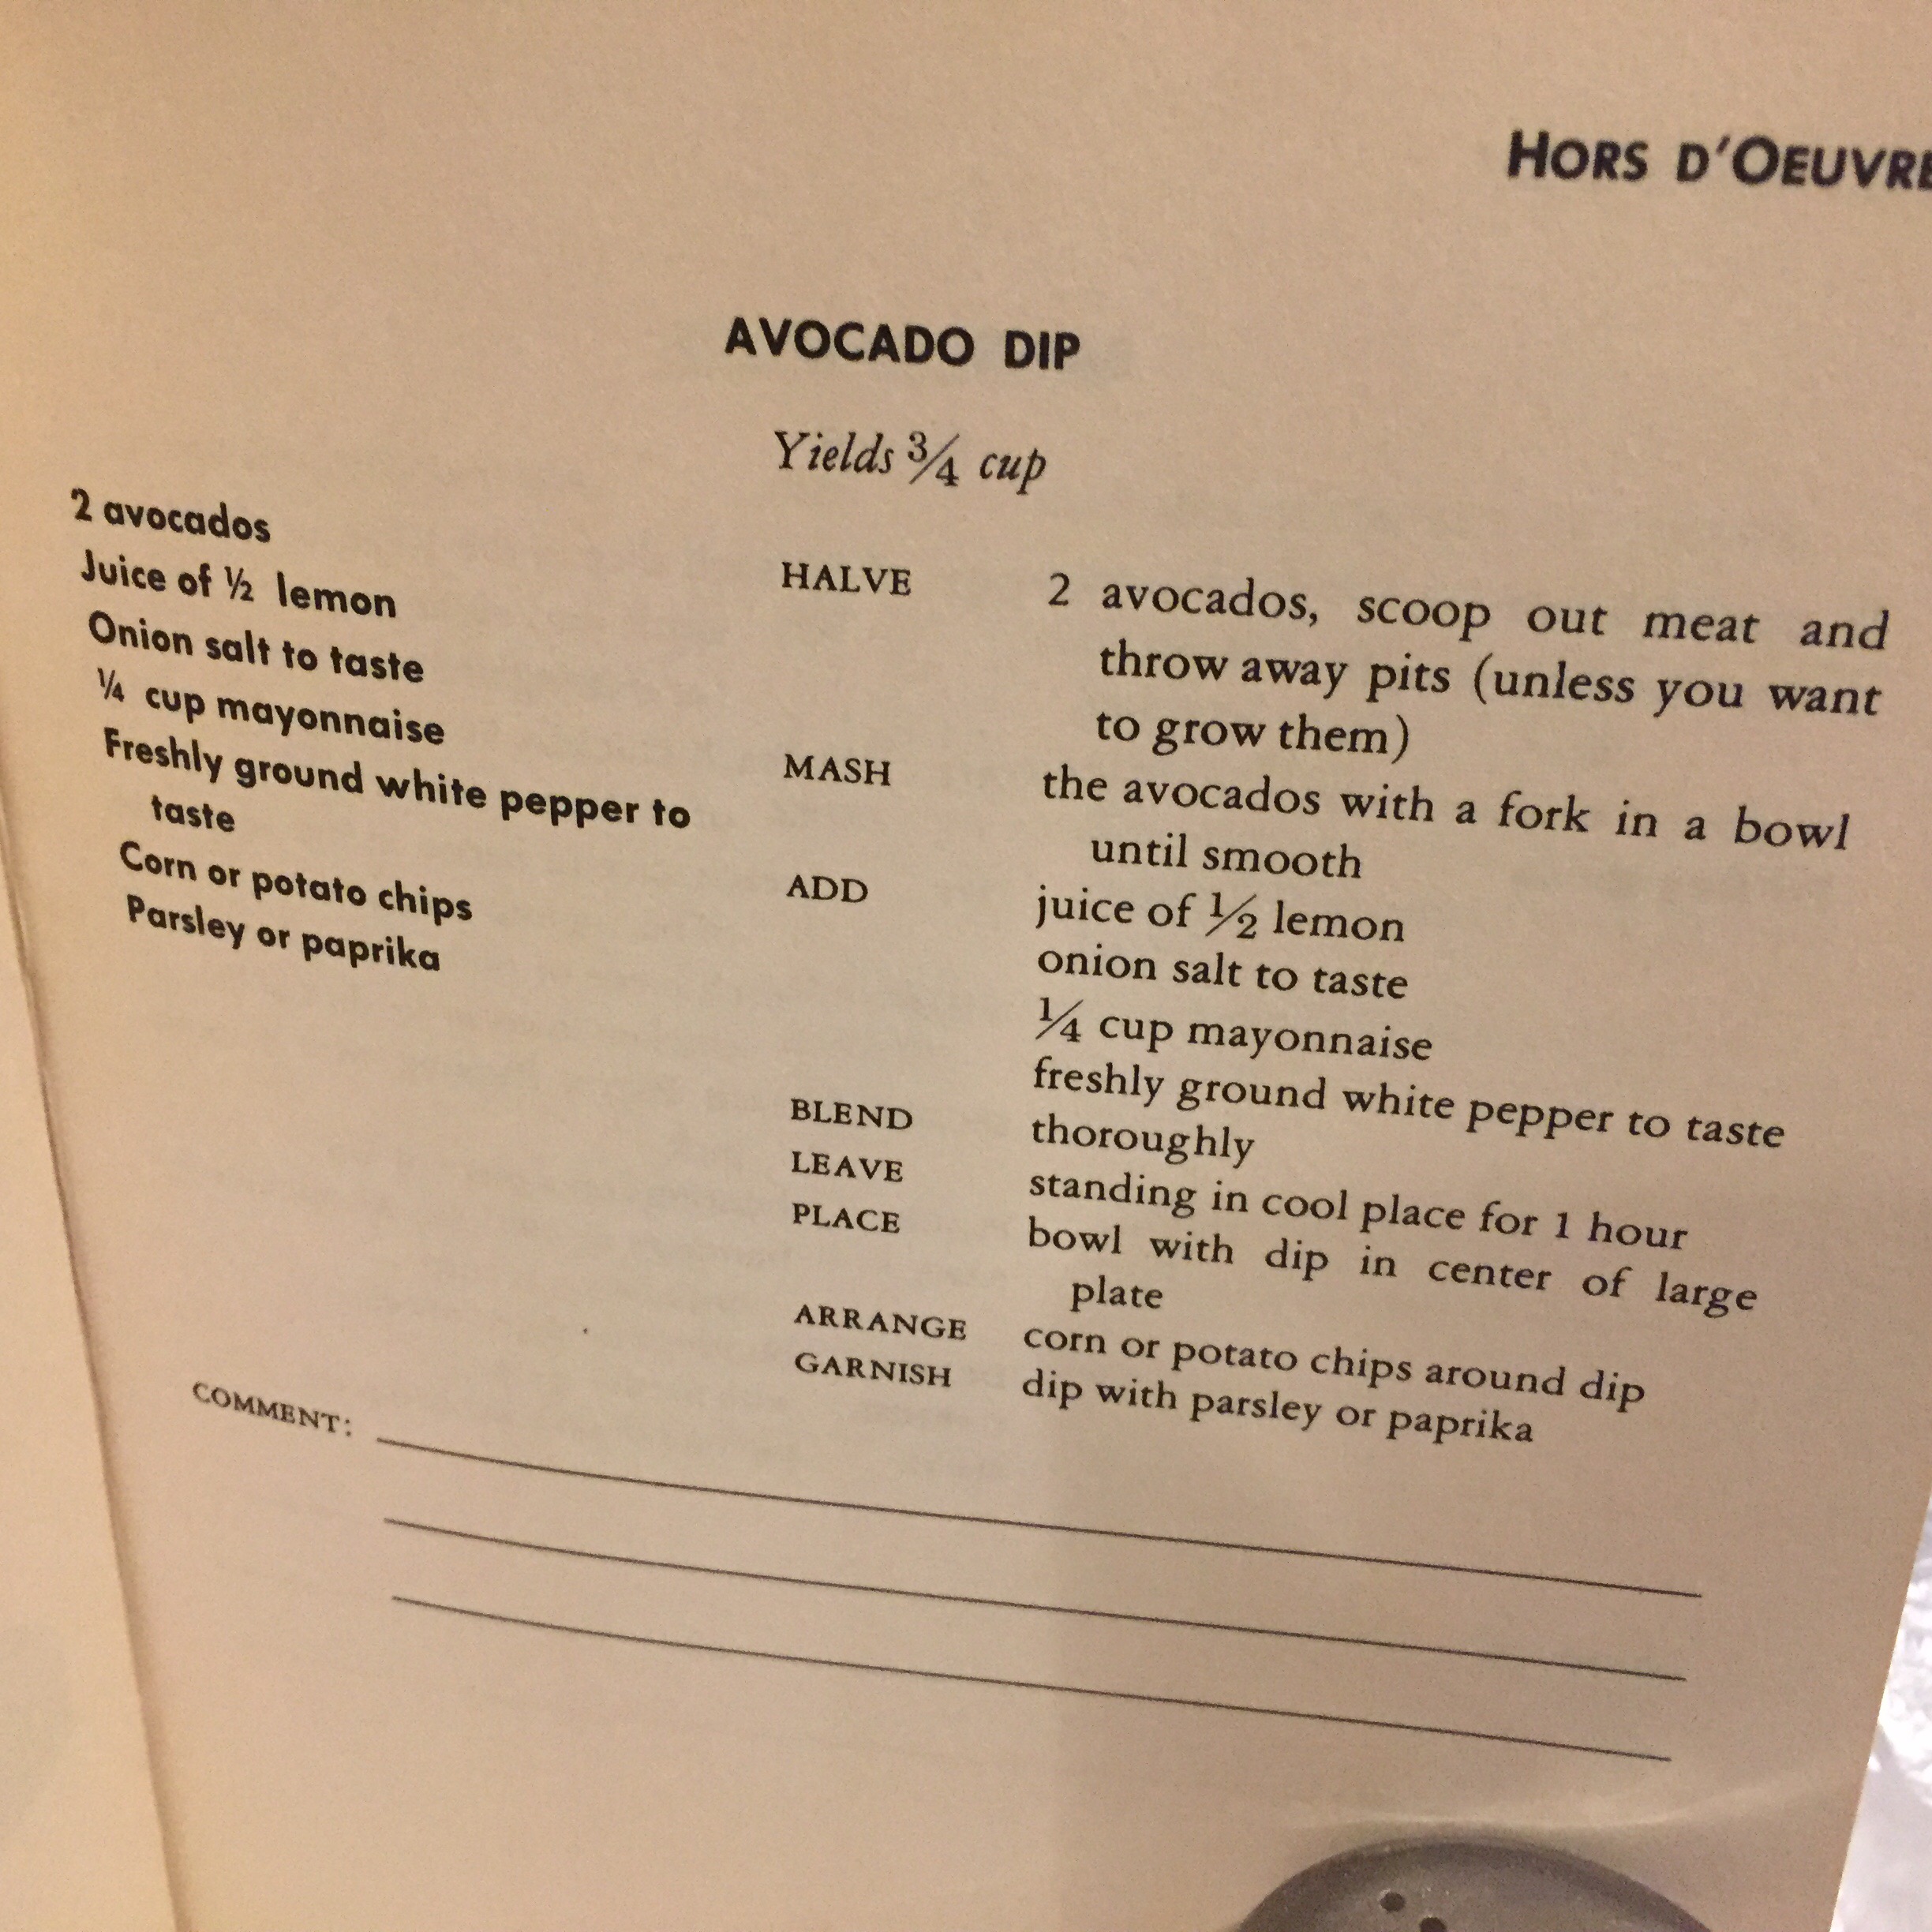 HORS D'OEUVRE
AVOCADO DIP
Yields ¾ cup
2 avocados
Juice of ½ lemon
Onion salt to taste
¼ cup mayonnaise
Freshly ground white pepper to
taste
Corn or potato chips
Parsley or paprika
HALVE 2 avocados, scoop out meat and
throw away pits (unless you want
to grow them)
MASH the avocados with a fork in a bowl
until smooth
ADD juice of ½ lemon
onion salt to taste
¼ cup mayonnaise
freshly ground white pepper to taste
BLEND thoroughly
LEAVE standing in cool place for 1 hour
PLACE bowl with dip in center of large
plate
ARRANGE corn or potato chips around dip
GARNISH dip with parsley or paprika
COMMENT: